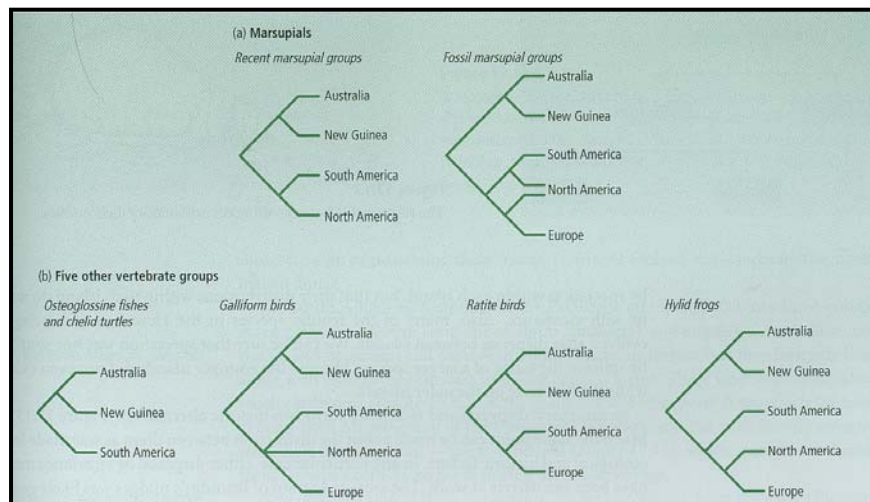 (a) Marsupials
Recent marsupial groups
Australia
New Guinea
South America
North America
Fossil marsupial groups
Australia
New Guinea
South America
North America
Europe
(b) Five other vertebrate groups
Osteoglossine fishes
and chelid turtles
Australia
New Guinea
South America
Galliform birds
Australia
New Guinea
South America
North America
Europe
Ratite birds
Australia
New Guinea
South America
Europe
Hylid frogs
Australia
New Guinea
South America
North America
Europe